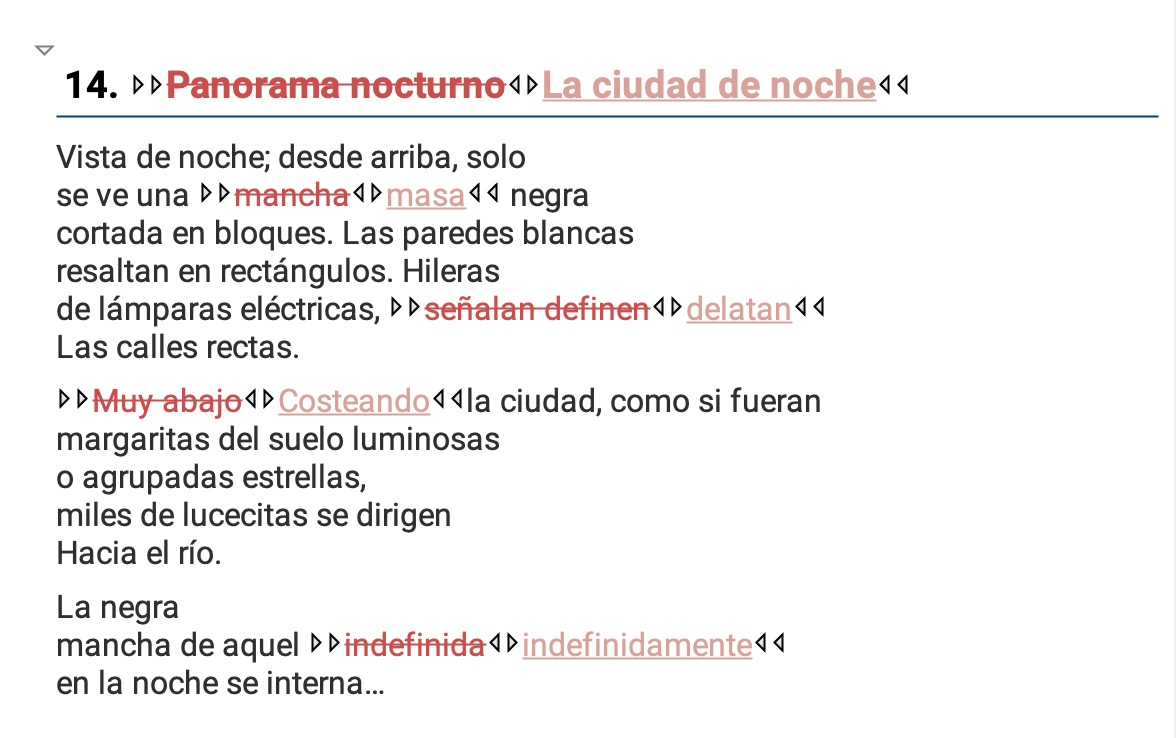 14. ▷▷Panorama nocturno◁▷La ciudad de noche◁◁
Vista de noche; desde arriba, solo
se ve una ▷▷mancha◁▷masa◁◁ negra
cortada en bloques. Las paredes blancas
resaltan en rectángulos. Hileras
de lámparas eléctricas, ▷▷señalan definen◁▷delatan◁◁
Las calles rectas.
▷▷Muy abajo◁▷Costeando◁◁la ciudad, como si fueran
margaritas del suelo luminosas
o agrupadas estrellas,
miles de lucecitas se dirigen
Hacia el río.
La negra
mancha de aquel ▷▷indefinida◁▷indefinidamente◁◁
en la noche se interna...